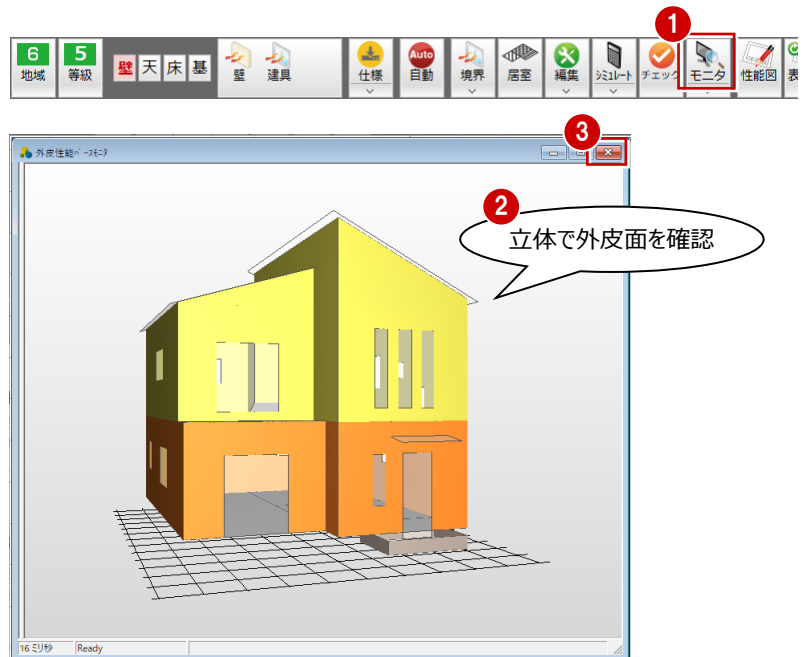 1
6 地域
5 等級
壁 天 床 基
壁
建具
仕様
Auto 自動
境界
居室
編集
ｼﾐｭﾚｰﾄ
チェック
モニタ
性能図
表
3
外皮性能ﾊﾟｰｽﾓﾆﾀ
2
立体で外皮面を確認
16 ﾐﾘ秒 Ready